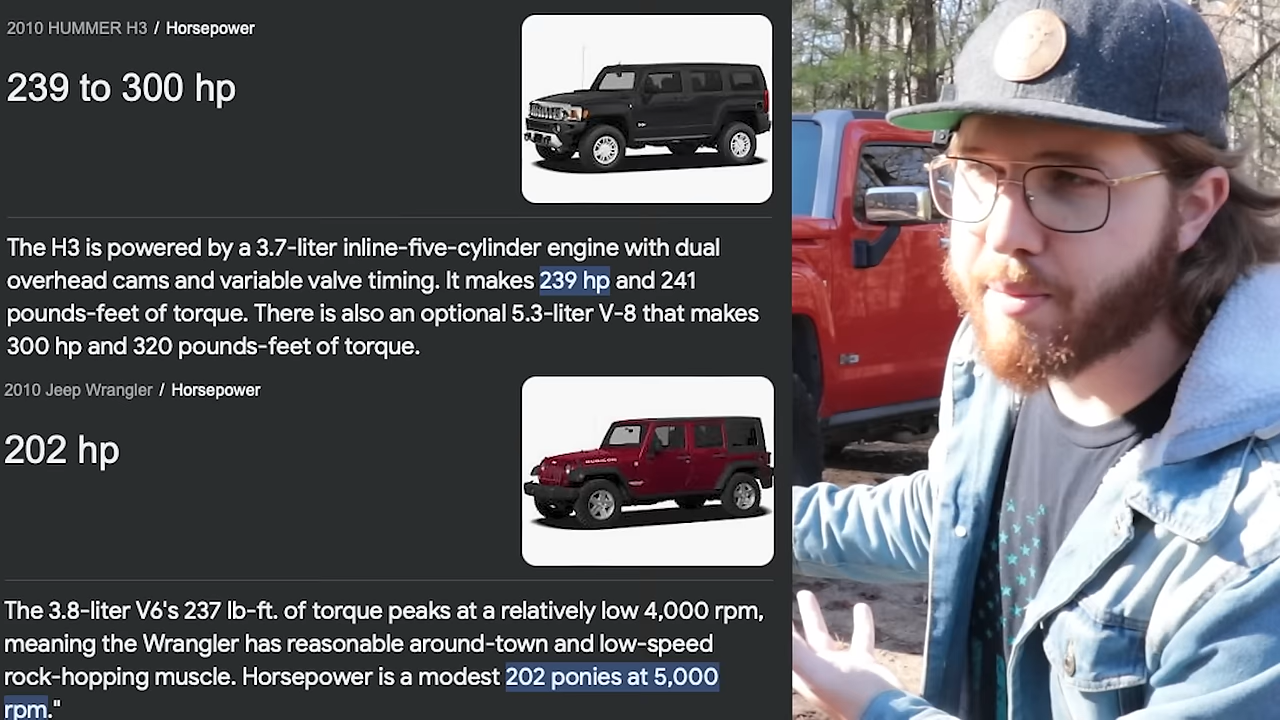 2010 HUMMER H3 / Horsepower
239 to 300 hp
The H3 is powered by a 3.7-liter inline-five-cylinder engine with dual
overhead cams and variable valve timing. It makes 239 hp and 241
pounds-feet of torque. There is also an optional 5.3-liter V-8 that makes
300 hp and 320 pounds-feet of torque.
2010 Jeep Wrangler / Horsepower
202 hp
RUBICON
The 3.8-liter V6's 237 lb-ft. of torque peaks at a relatively low 4,000 rpm,
meaning the Wrangler has reasonable around-town and low-speed
rock-hopping muscle. Horsepower is a modest 202 ponies at 5,000
rpm."